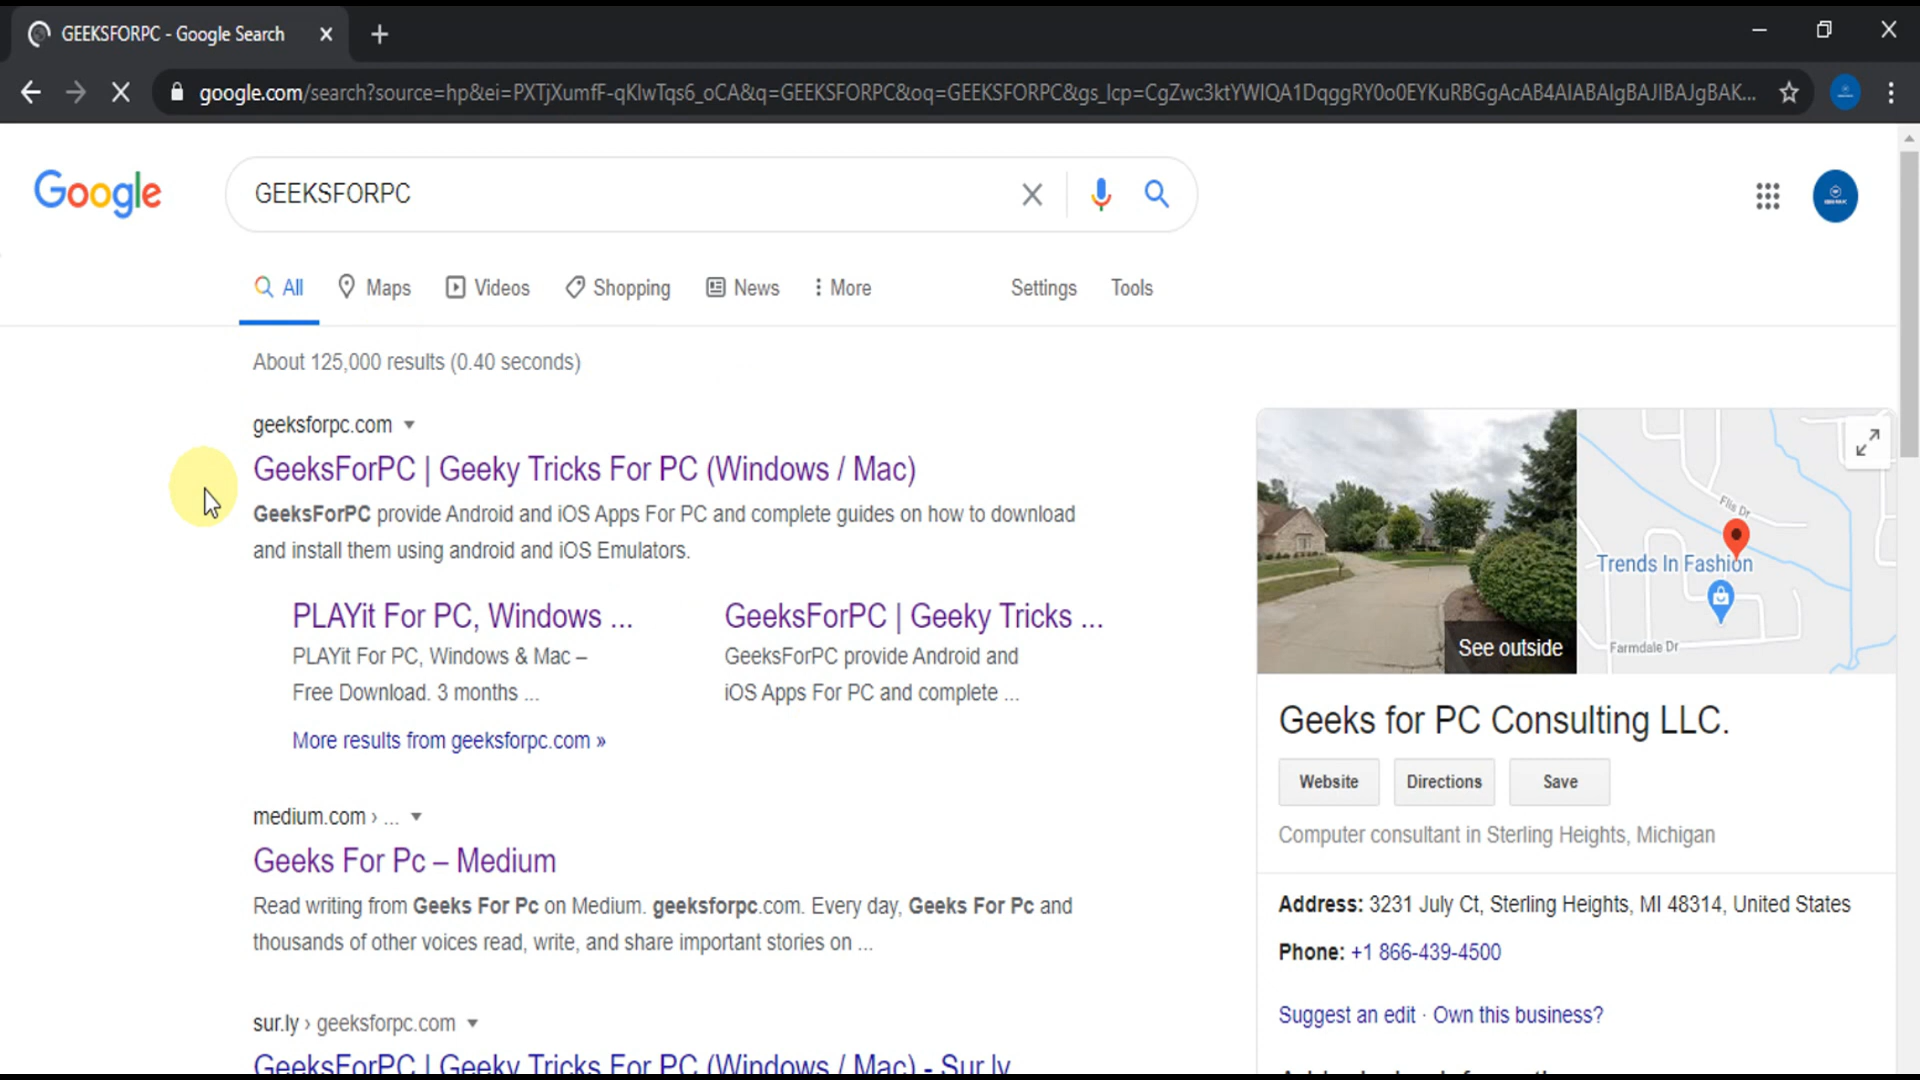 GEEKSFORPC - Google Search
google.com/search?source=hp&ei=PXTjXumfF-qKlwTqs6_oCA&q=GEEKSFORPC&oq=GEEKSFORPC&gs_lcp=CgZwc3ktYWIQA1DqggRY0o0EYKuRBGgAcAB4AIABAIgBAJIBAJgBAK...
Google
GEEKSFORPC
All Maps Videos Shopping News More Settings Tools
About 125,000 results (0.40 seconds)
geeksforpc.com
GeeksForPC | Geeky Tricks For PC (Windows / Mac)
GeeksForPC provide Android and iOS Apps For PC and complete guides on how to download
and install them using android and iOS Emulators.
PLAYit For PC, Windows ...
PLAYit For PC, Windows & Mac –
Free Download. 3 months ...
GeeksForPC | Geeky Tricks ...
GeeksForPC provide Android and
iOS Apps For PC and complete ...
More results from geeksforpc.com »
medium.com › ...
Geeks For Pc – Medium
Read writing from Geeks For Pc on Medium. geeksforpc.com. Every day, Geeks For Pc and
thousands of other voices read, write, and share important stories on ...
sur.ly › geeksforpc.com
GeeksForPC | Geeky Tricks For PC (Windows / Mac) - Sur.ly
See outside
Flis Dr
Trends In Fashion
Farmdale Dr
Geeks for PC Consulting LLC.
Website Directions Save
Computer consultant in Sterling Heights, Michigan
Address: 3231 July Ct, Sterling Heights, MI 48314, United States
Phone: +1 866-439-4500
Suggest an edit · Own this business?